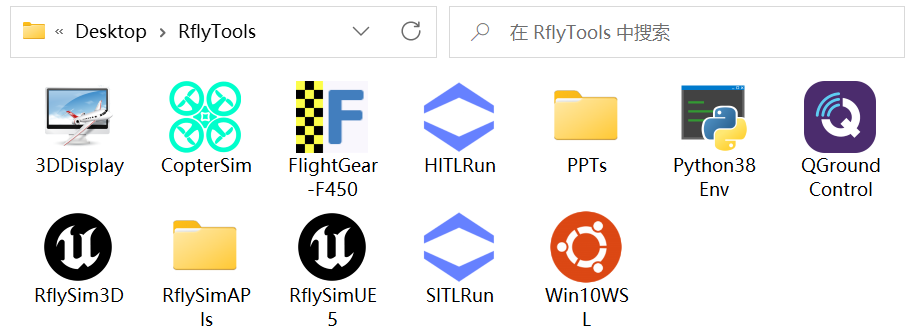 « Desktop > RflyTools
在 RflyTools 中搜索
3DDisplay
CopterSim
FlightGear
-F450
HITLRun
PPTs
Python38
Env
QGround
Control
RflySim3D
RflySimAP
Is
RflySimUE
5
SITLRun
Win10WS
L